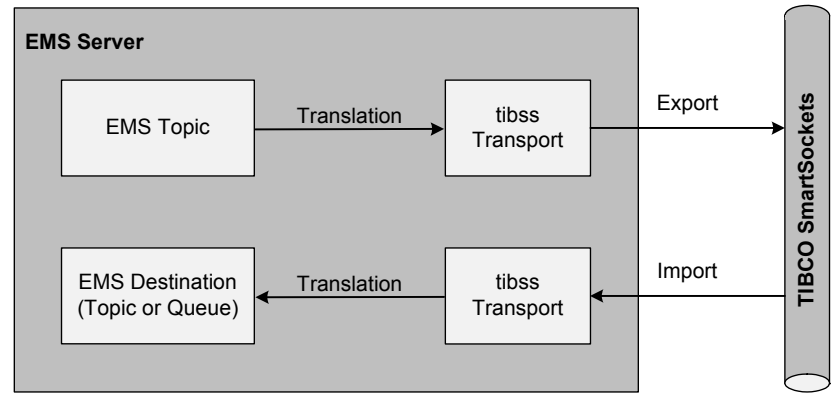 EMS Server
EMS Topic
Translation
tibss
Transport
Export
EMS Destination
(Topic or Queue)
Translation
tibss
Transport
Import
TIBCO SmartSockets